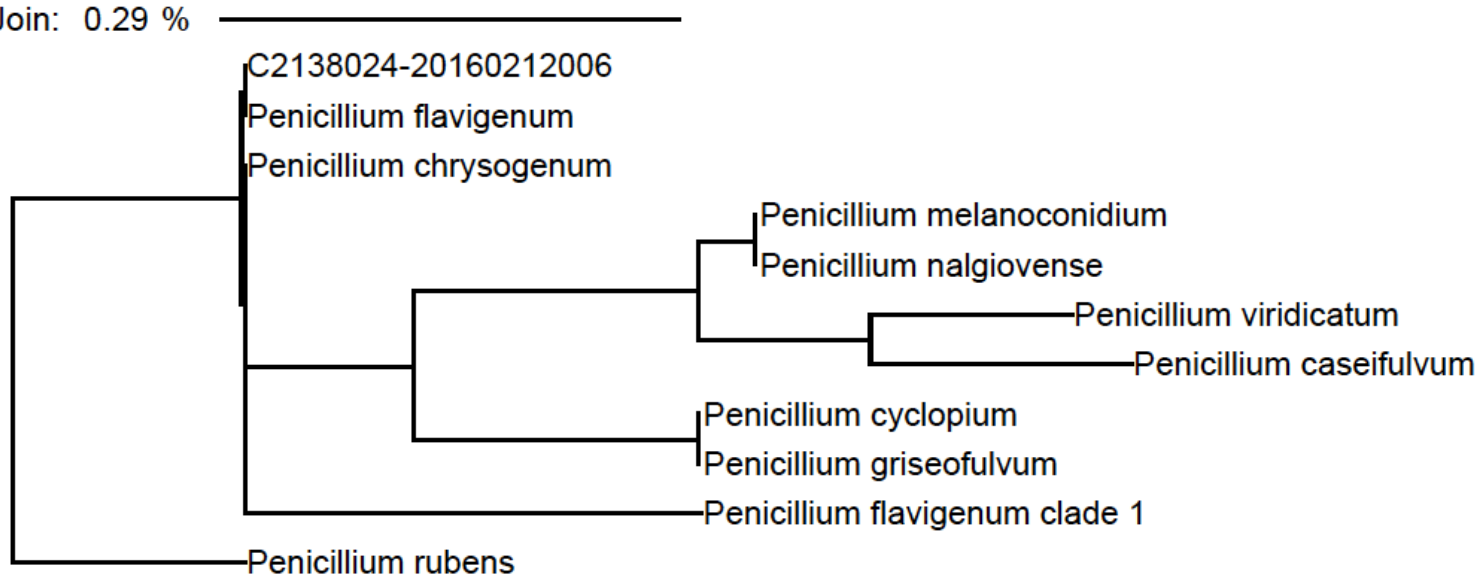 Join: 0.29 %
C2138024-20160212006
Penicillium flavigenum
Penicillium chrysogenum
Penicillium melanoconidium
Penicillium nalgiovense
Penicillium viridicatum
Penicillium caseifulvum
Penicillium cyclopium
Penicillium griseofulvum
Penicillium flavigenum clade 1
Penicillium rubens